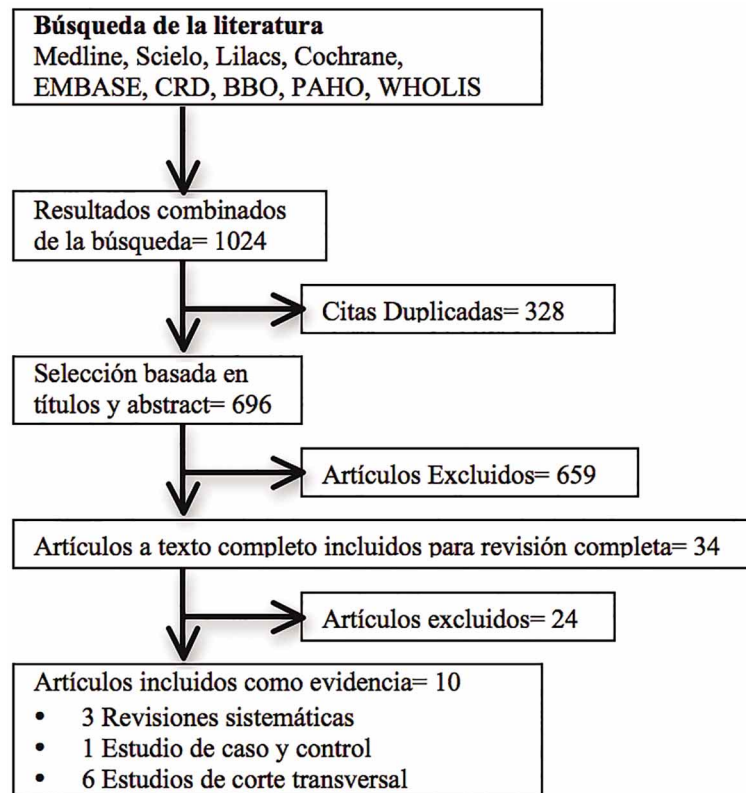 Búsqueda de la literatura
Medline, Scielo, Lilacs, Cochrane,
EMBASE, CRD, BBO, PAHO, WHOLIS
Resultados combinados
de la búsqueda= 1024
Citas Duplicadas= 328
Selección basada en
títulos y abstract= 696
Artículos Excluidos= 659
Artículos a texto completo incluidos para revisión completa= 34
Artículos excluidos= 24
Artículos incluidos como evidencia= 10
• 3 Revisiones sistemáticas
• 1 Estudio de caso y control
• 6 Estudios de corte transversal